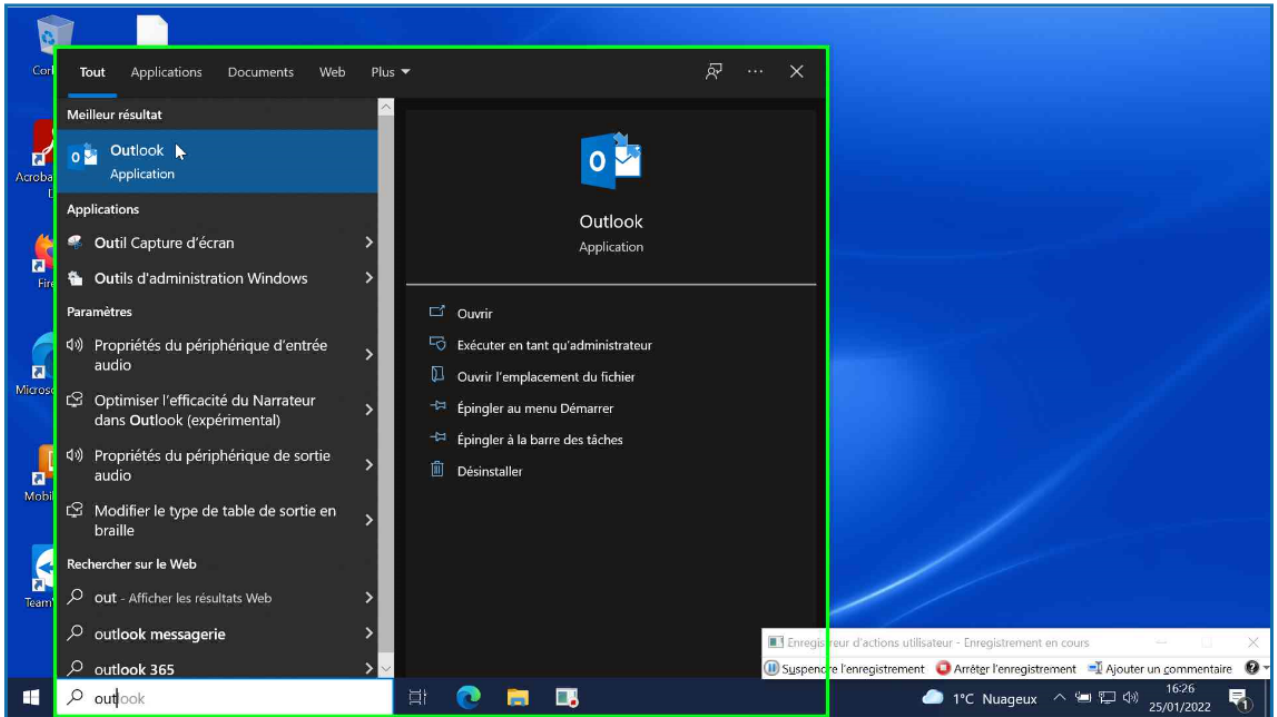 Tout Applications Documents Web Plus
Meilleur résultat
Outlook
Application
Applications
Outil Capture d'écran
Outils d'administration Windows
Paramètres
Propriétés du périphérique d'entrée
audio
Optimiser l'efficacité du Narrateur
dans Outlook (expérimental)
Propriétés du périphérique de sortie
audio
Modifier le type de table de sortie en
braille
Rechercher sur le Web
out - Afficher les résultats Web
outlook messagerie
outlook 365
outlook
Outlook
Application
Ouvrir
Exécuter en tant qu'administrateur
Ouvrir l'emplacement du fichier
Épingler au menu Démarrer
Épingler à la barre des tâches
Désinstaller
Enregistreur d'actions utilisateur - Enregistrement en cours
Suspendre l'enregistrement Arrêter l'enregistrement Ajouter un commentaire
1°C Nuageux
16:26
25/01/2022
1